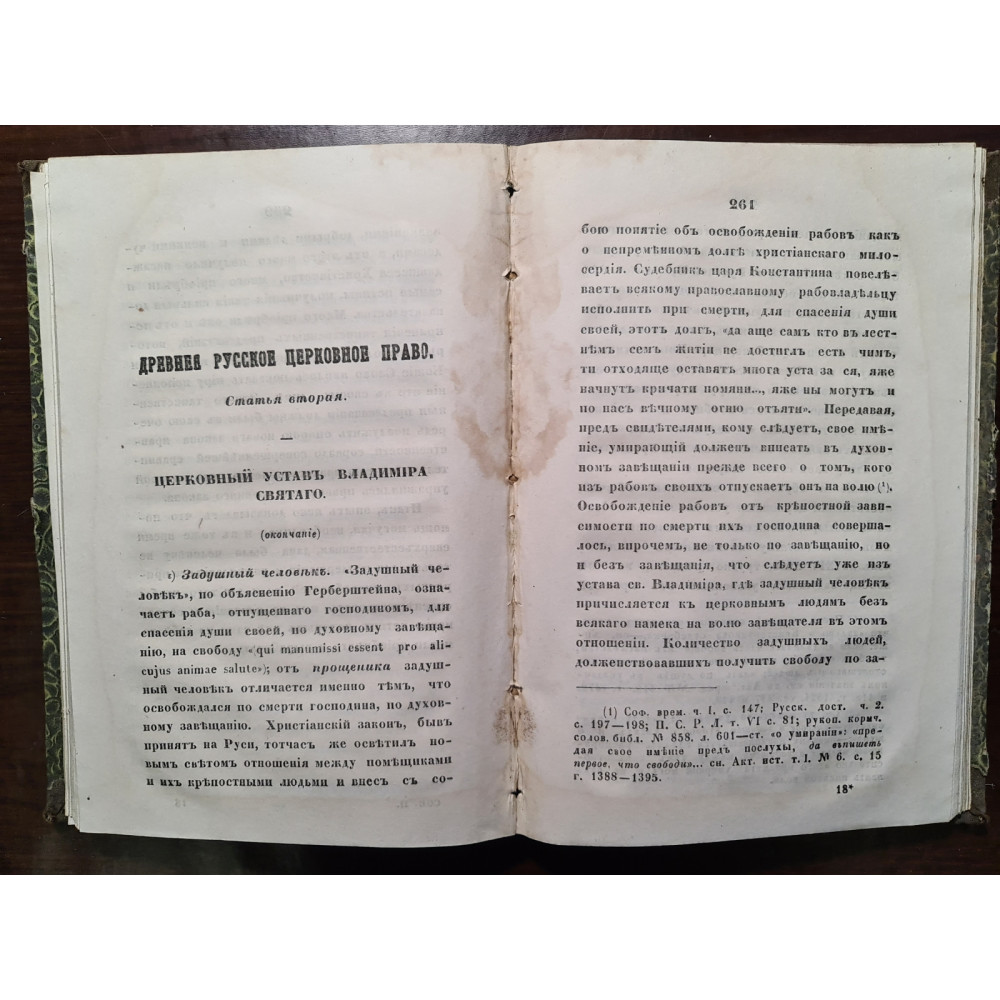 ДРЕВНЕЕ РУССКОЕ ЦЕРКОВНОЕ ПРАВО.
Статья вторая.
ЦЕРКОВНЫЙ УСТАВЪ ВЛАДИМІРА
СВЯТАГО.
(окончаніе)
1) Задушный человѣкъ. «Задушный че-
ловѣкъ», по объясненію Герберштейна, озна-
чаетъ раба, отпущеннаго господиномъ, для
спасенія души своей, по духовному завѣща-
нію, на свободу («qui manumissi essent pro ali-
cujus animae salute»); отъ прощеника задуш-
ный человѣкъ отличается именно тѣмъ, что
освобождался по смерти господина, по духов-
ному завѣщанію. Христіанскій законъ, бывъ
принятъ на Руси, тотчасъ же освѣтилъ но-
вымъ свѣтомъ отношенія между помѣщиками
и ихъ крѣпостными людьми и внесъ съ со-
261
бою понятіе объ освобожденіи рабовъ какъ
о непремѣнномъ долгѣ христіанскаго мило-
сердія. Судебникъ царя Константина повелѣ-
ваетъ всякому православному рабовладѣльцу
исполнить при смерти, для спасенія души
своей, этотъ долгъ, «да аще самъ кто въ лест-
нѣмъ семъ житіи не достиглъ есть чимъ,
ти отходяще оставятъ многа уста за ся, яже
начнутъ кричати помяни..., яже вы могутъ и
по насъ вѣчному огню отъяти». Передавая,
предъ свидѣтелями, кому слѣдуетъ, свое имѣ-
ніе, умирающій долженъ вписать въ духов-
номъ завѣщаніи прежде всего о томъ, кого
изъ рабовъ своихъ отпускаетъ онъ на волю (1).
Освобожденіе рабовъ отъ крѣпостной зави-
симости по смерти ихъ господина соверша-
лось, впрочемъ, не только по завѣщанію, но
и безъ завѣщанія, что слѣдуетъ уже изъ
устава св. Владиміра, гдѣ задушный человѣкъ
причисляется къ церковнымъ людямъ безъ
всякаго намека на волю завѣщателя въ этомъ
отношеніи. Количество задушныхъ людей,
долженствовавшихъ получить свободу по за-
(1) Соф. врем. ч. I. с. 147; Русск. дост. ч. 2.
с. 197—198; П. С. Р. Л. т. VI с. 81; рукоп. кормч.
солов. библ. № 858. л. 601—ст. «о умираніи»: «пре-
дая свое имѣніе предъ послухы, да впишетъ
первое, что свободи»... сн. Акт. ист. т. I. № 6. с. 15
г. 1388—1395.
18*